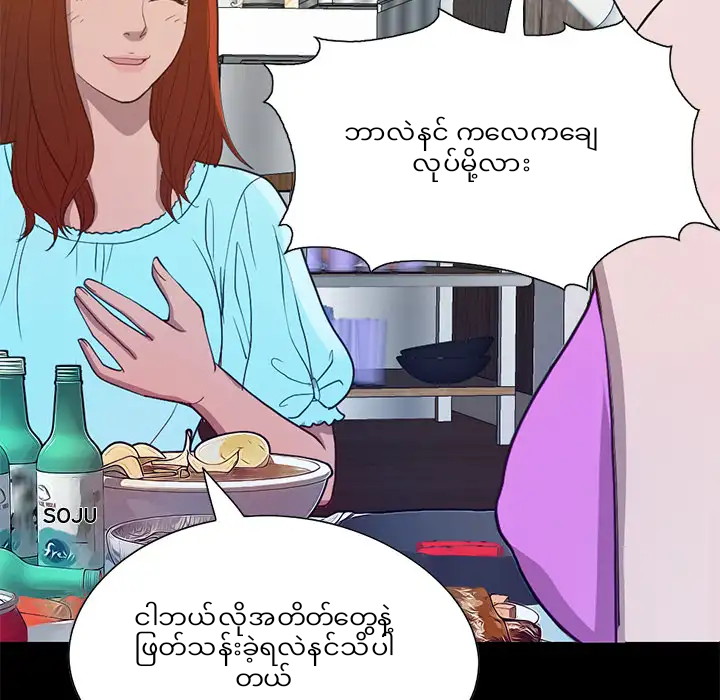 ဘာလဲနင် ကလေကချေ
လုပ်မို့လား
SOJU
fresh
ငါဘယ်လိုအတိတ်တွေနဲ့
ဖြတ်သန်းခဲ့ရလဲနင်သိပါ
တယ်